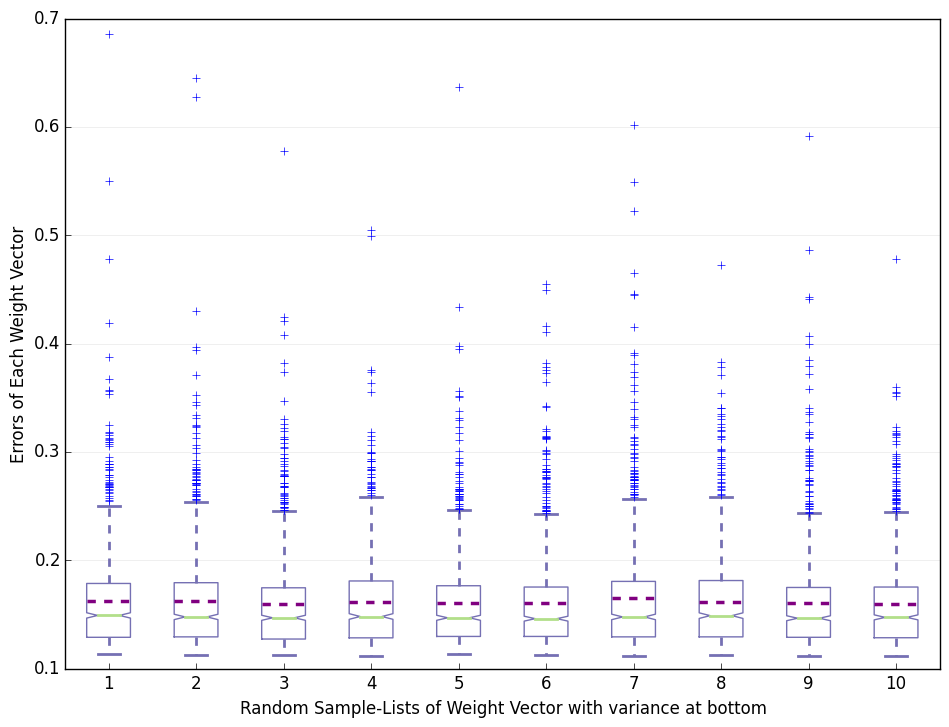 0.7
0.6
0.5
0.4
0.3
0.2
0.1
Errors of Each Weight Vector
1 2 3 4 5 6 7 8 9 10
Random Sample-Lists of Weight Vector with variance at bottom